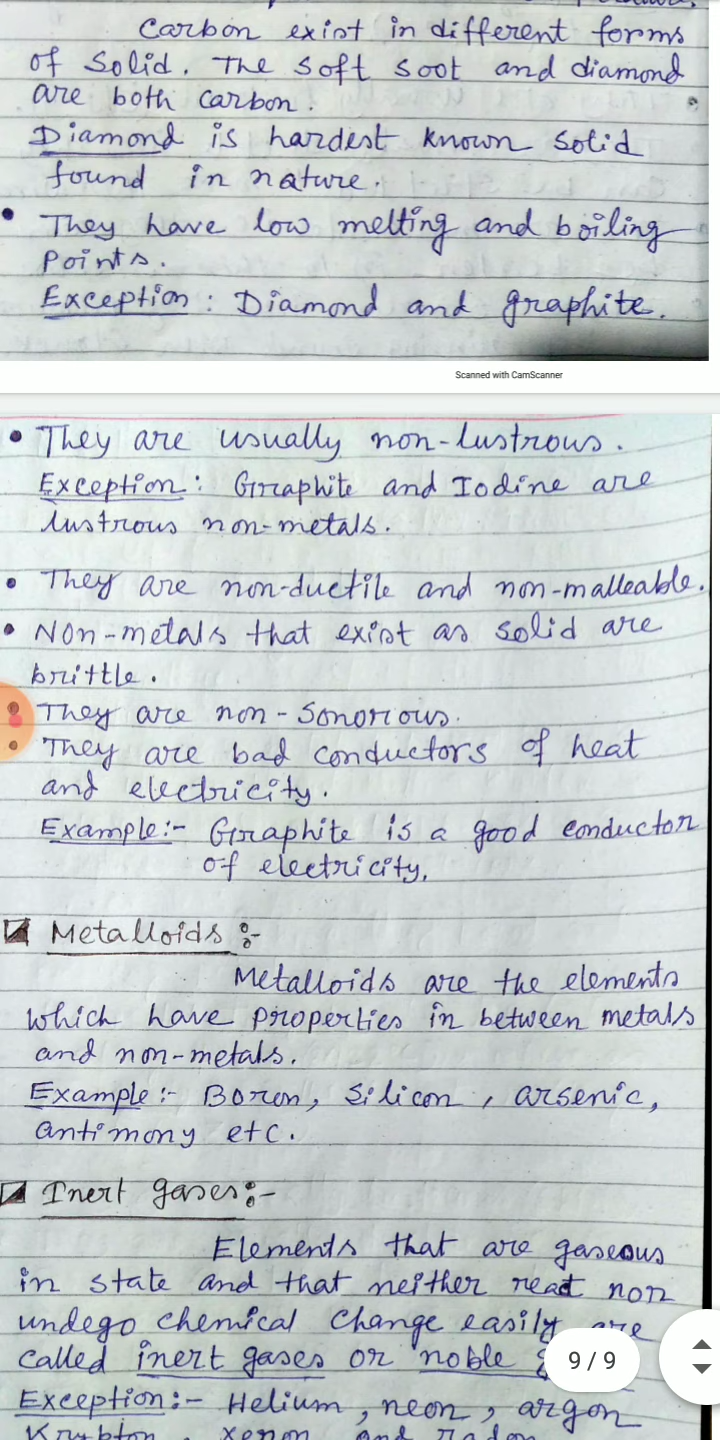 Carbon exist in different forms
of solid. The soft soot and diamond
are both carbon.
Diamond is hardest known solid
found in nature.
• They have low melting and boiling
points.
Exception : Diamond and graphite.
Scanned with CamScanner
• They are usually non-lustrous.
Exception : Graphite and Iodine are
lustrous non-metals.
• They are non-ductile and non-malleable.
• Non-metals that exist as solid are
brittle.
• They are non-sonorious.
• They are bad conductors of heat
and electricity.
Example:- Graphite is a good conductor
of electricity,
Metalloids :-
Metalloids are the elements
which have properties in between metals
and non-metals.
Example :- Boron, silicon, arsenic,
antimony etc.
Inert gases:-
Elements that are gaseous
in state and that neither react nor
undego chemical change easily are
called inert gases or noble
9/9
Exception:- Helium, neon, argon
Krypton, xenon and radon